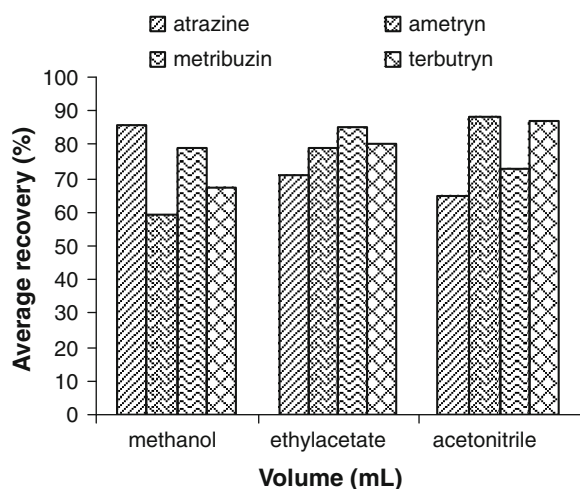 atrazine ametryn
metribuzin terbutryn
100
90
80
70
60
50
40
30
20
10
0
Average recovery (%)
methanol ethylacetate acetonitrile
Volume (mL)